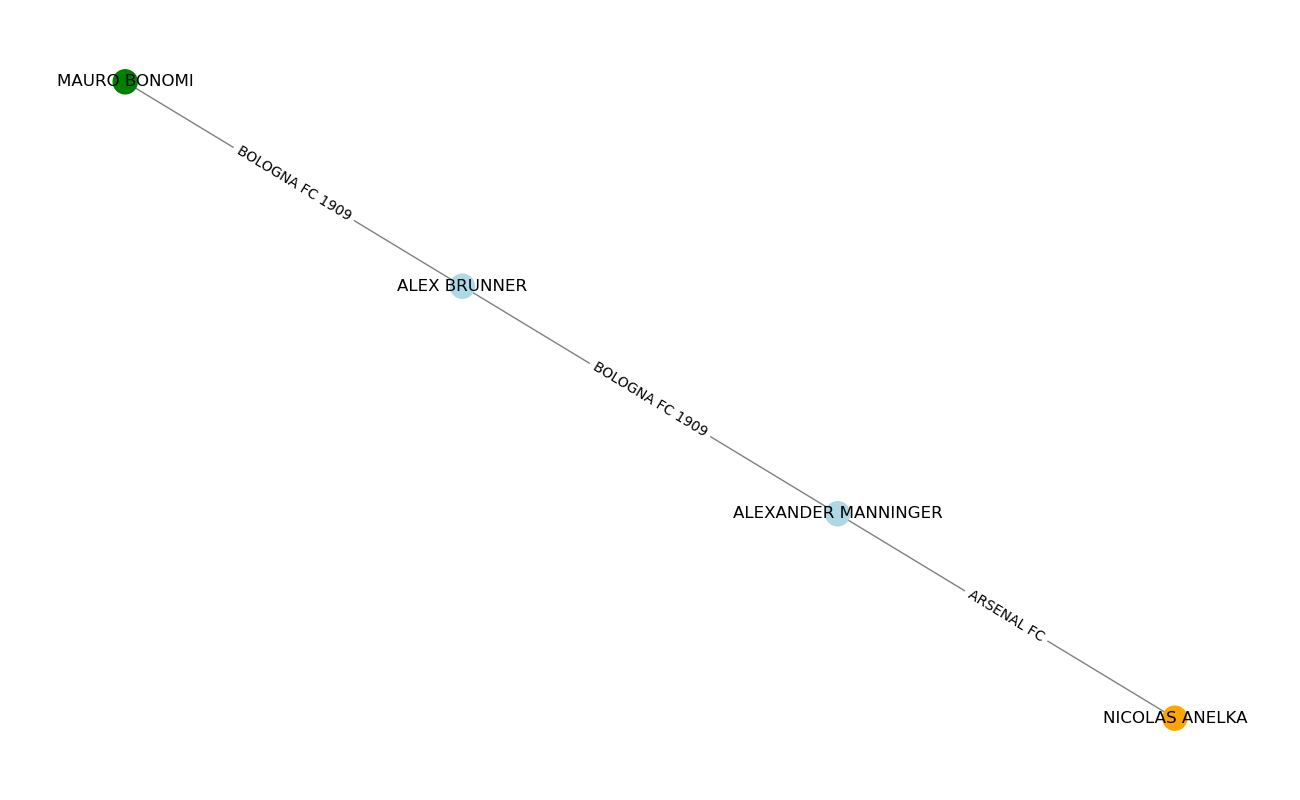 MAURO BONOMI
BOLOGNA FC 1909
ALEX BRUNNER
BOLOGNA FC 1909
ALEXANDER MANNINGER
ARSENAL FC
NICOLAS ANELKA